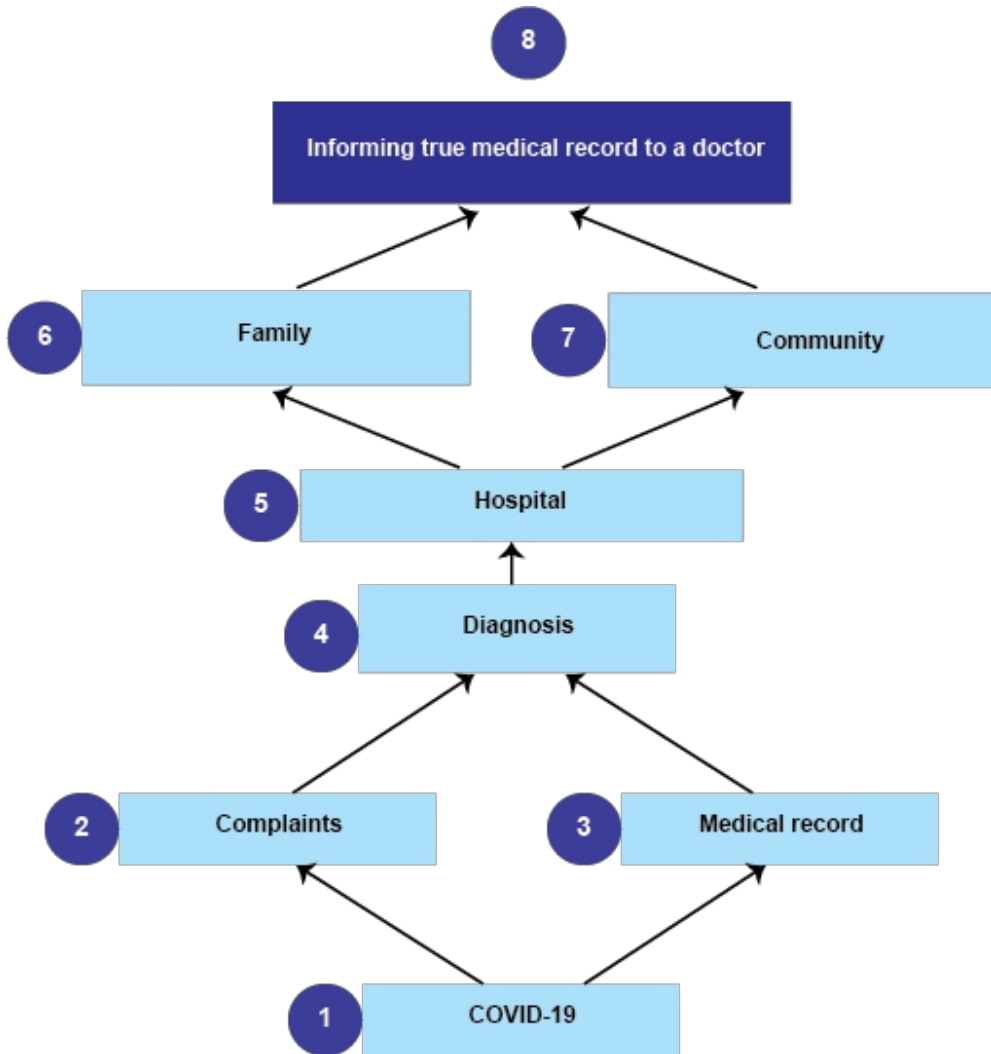 8
Informing true medical record to a doctor
6
Family
7
Community
5
Hospital
4
Diagnosis
2
Complaints
3
Medical record
1
COVID-19